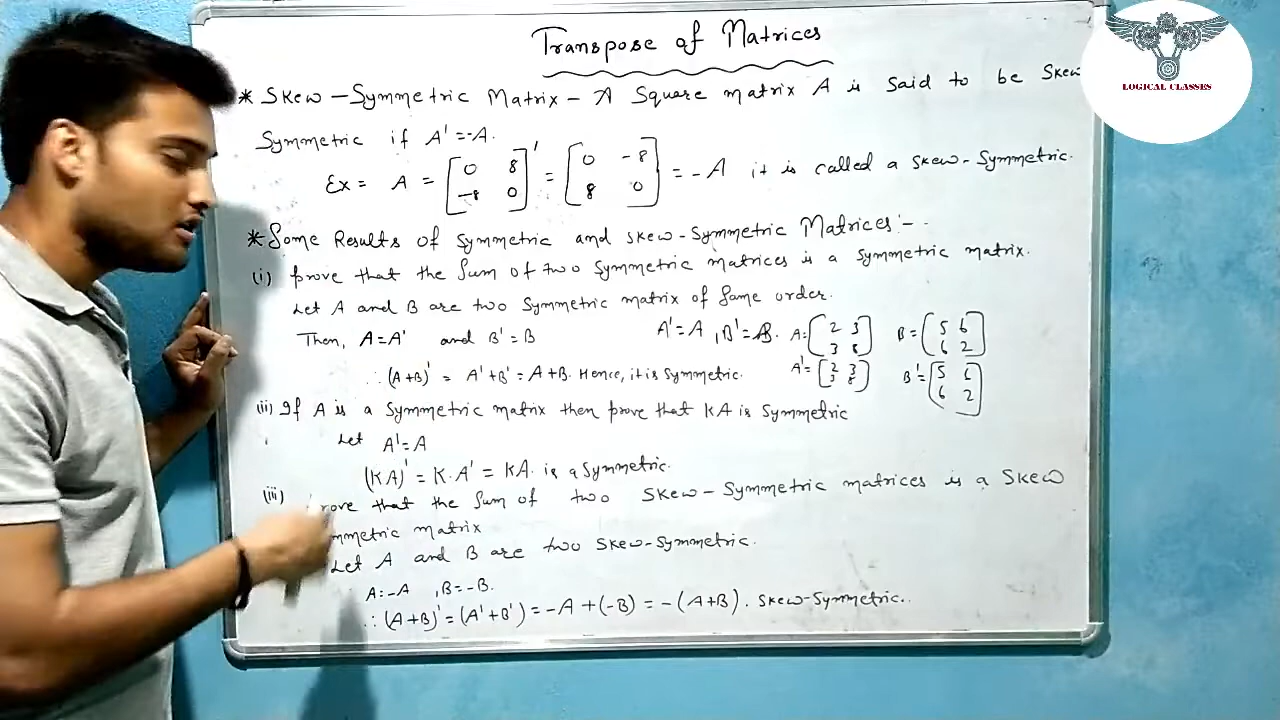 Transpose of Matrices
LOGICAL CLASSES
* Skew-Symmetric Matrix - A Square matrix A is said to be Skew
Symmetric if A' = -A.
Ex = A = [0 8 -8 0]' = [0 -8 8 0] = -A it is called a skew-Symmetric.
* Some Results of Symmetric and skew-Symmetric Matrices:-
(i) prove that the Sum of two Symmetric matrices is a Symmetric matrix.
Let A and B are two Symmetric matrix of Same order.
Then, A=A' and B'=B A'=A, B'=B. A=[2 3 3 8] B=[5 6 6 2]
∴ (A+B)' = A'+B' = A+B. Hence, it is Symmetric. A'=[2 3 3 8] B'=[5 6 6 2]
(ii) If A is a Symmetric matrix then prove that KA is Symmetric
Let A'=A
(KA)' = K.A' = KA. is a Symmetric.
(iii) rove that the Sum of two Skew-Symmetric matrices is a Skew
mmetric matrix
Let A and B are two Skew-Symmetric.
A=-A ,B=-B.
∴ (A+B)' = (A'+B') = -A+(-B) = -(A+B). Skew-Symmetric.